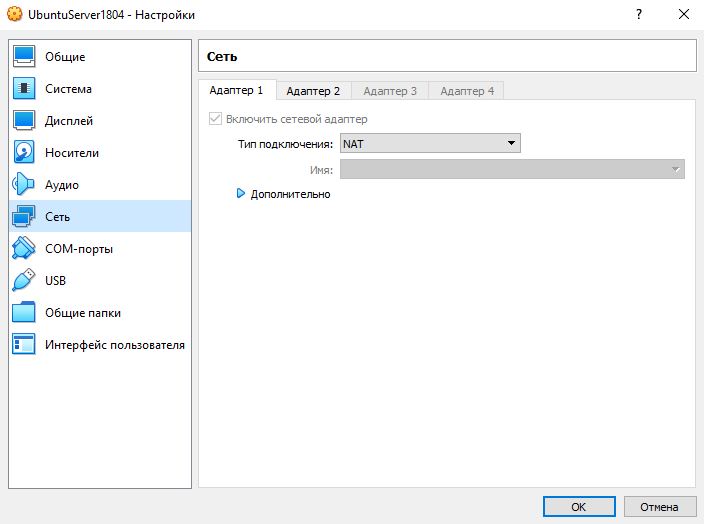 UbuntuServer1804 - Настройки
?
Общие
Система
Дисплей
Носители
Аудио
Сеть
COM-порты
USB
Общие папки
Интерфейс пользователя
Сеть
Адаптер 1 Адаптер 2 Адаптер 3 Адаптер 4
Включить сетевой адаптер
Тип подключения: NAT
Имя:
Дополнительно
OK Отмена